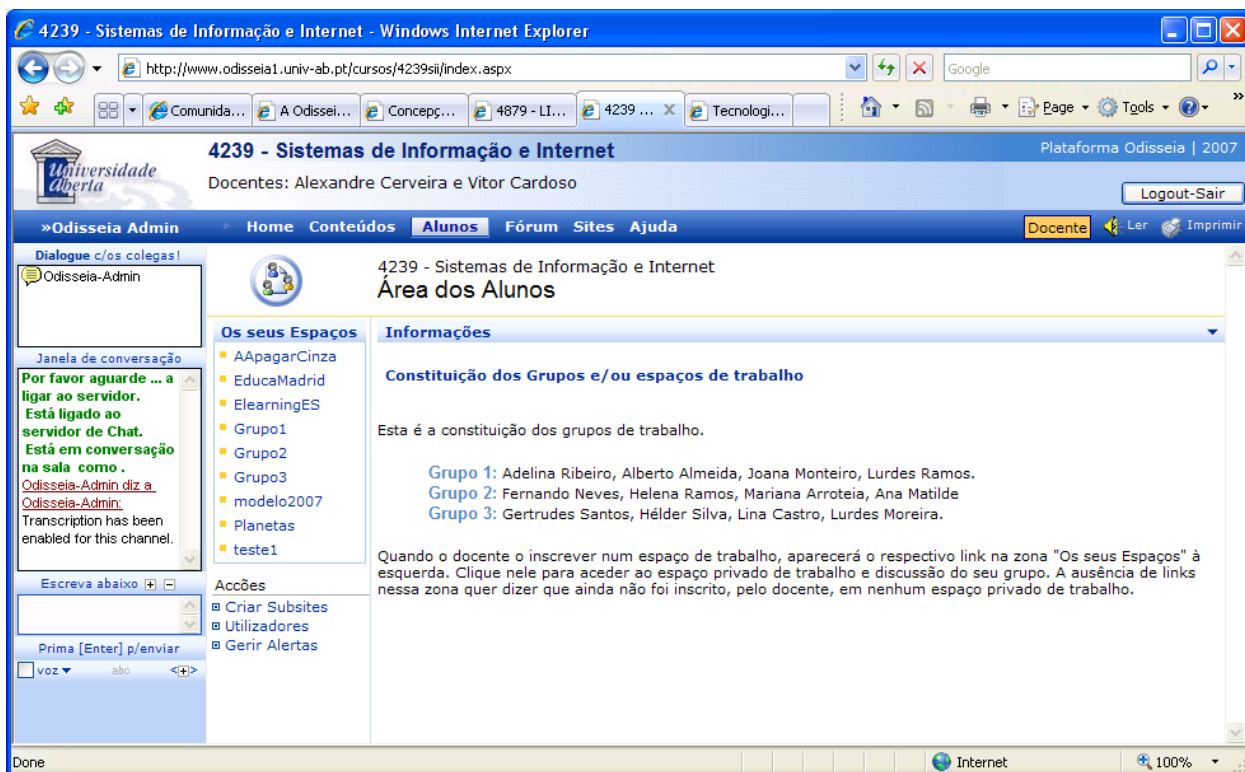 4239 - Sistemas de Informação e Internet - Windows Internet Explorer
http://www.odisseia1.univ-ab.pt/cursos/4239sii/index.aspx
Google
Comunida...
A Odissei...
Concepç...
4879 - LI...
4239 ...
Tecnologi...
Page
Tools
Universidade
Aberta
4239 - Sistemas de Informação e Internet
Plataforma Odisseia | 2007
Docentes: Alexandre Cerveira e Vitor Cardoso
Logout-Sair
»Odisseia Admin
Home Conteúdos Alunos Fórum Sites Ajuda
Docente
Ler
Imprimir
Dialogue c/os colegas!
Odisseia-Admin
Janela de conversação
Por favor aguarde ... a
ligar ao servidor.
Está ligado ao
servidor de Chat.
Está em conversação
na sala como .
Odisseia-Admin diz a
Odisseia-Admin:
Transcription has been
enabled for this channel.
Escreva abaixo
Prima [Enter] p/enviar
voz
abc
4239 - Sistemas de Informação e Internet
Área dos Alunos
Os seus Espaços
AApagarCinza
EducaMadrid
ElearningES
Grupo1
Grupo2
Grupo3
modelo2007
Planetas
teste1
Acções
Criar Subsites
Utilizadores
Gerir Alertas
Informações
Constituição dos Grupos e/ou espaços de trabalho
Esta é a constituição dos grupos de trabalho.
Grupo 1: Adelina Ribeiro, Alberto Almeida, Joana Monteiro, Lurdes Ramos.
Grupo 2: Fernando Neves, Helena Ramos, Mariana Arroteia, Ana Matilde
Grupo 3: Gertrudes Santos, Hélder Silva, Lina Castro, Lurdes Moreira.
Quando o docente o inscrever num espaço de trabalho, aparecerá o respectivo link na zona "Os seus Espaços" à
esquerda. Clique nele para aceder ao espaço privado de trabalho e discussão do seu grupo. A ausência de links
nessa zona quer dizer que ainda não foi inscrito, pelo docente, em nenhum espaço privado de trabalho.
Done
Internet
100%